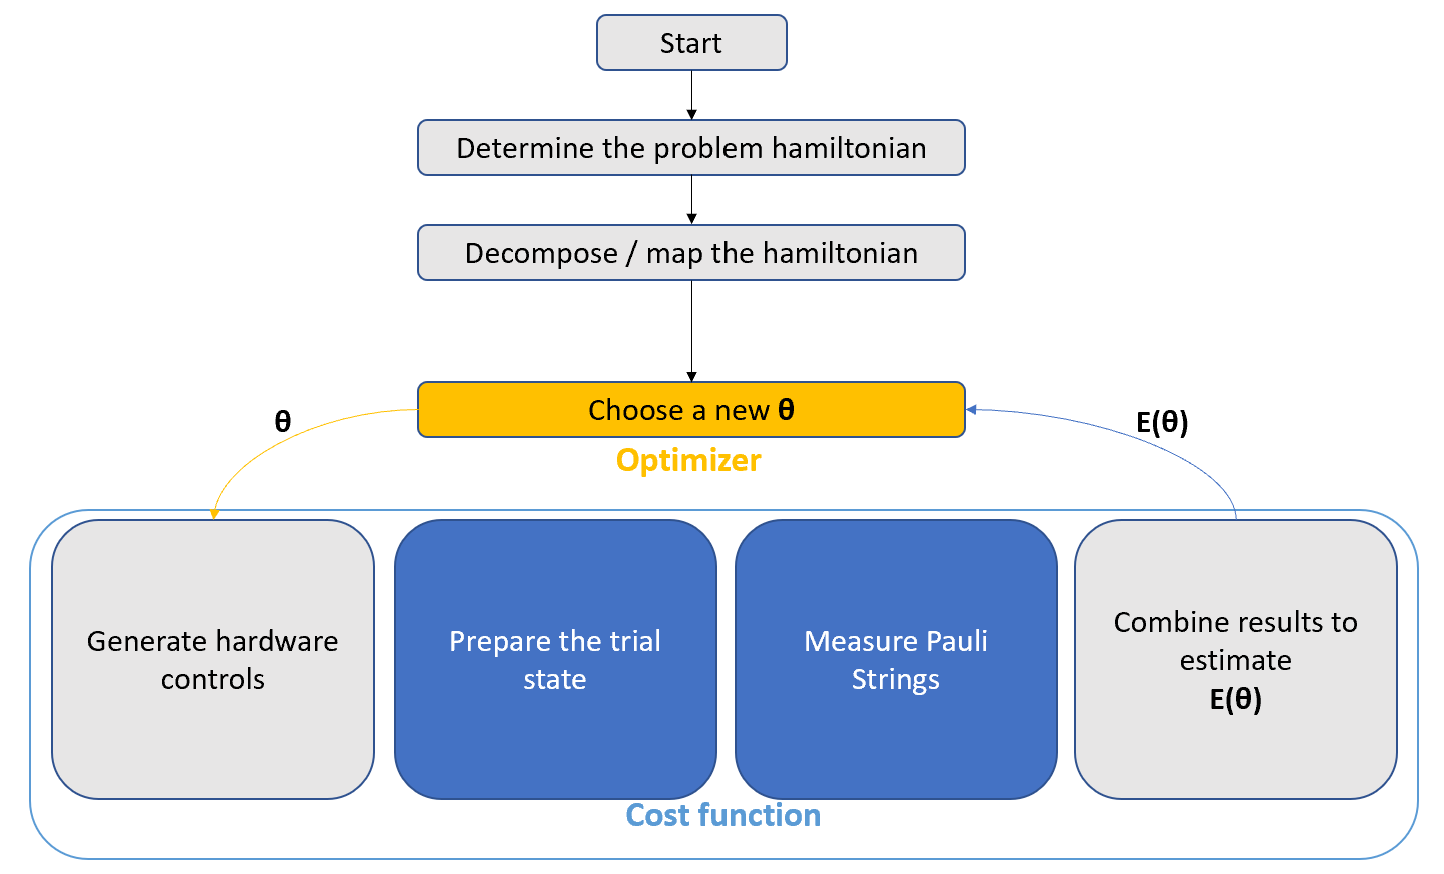 Start
Determine the problem hamiltonian
Decompose / map the hamiltonian
Choose a new θ
θ
E(θ)
Optimizer
Generate hardware
controls
Prepare the trial
state
Measure Pauli
Strings
Combine results to
estimate
E(θ)
Cost function